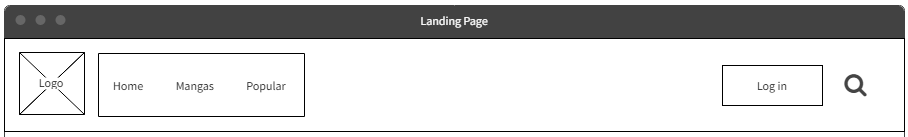 Landing Page
Logo
Home Mangas Popular
Log in